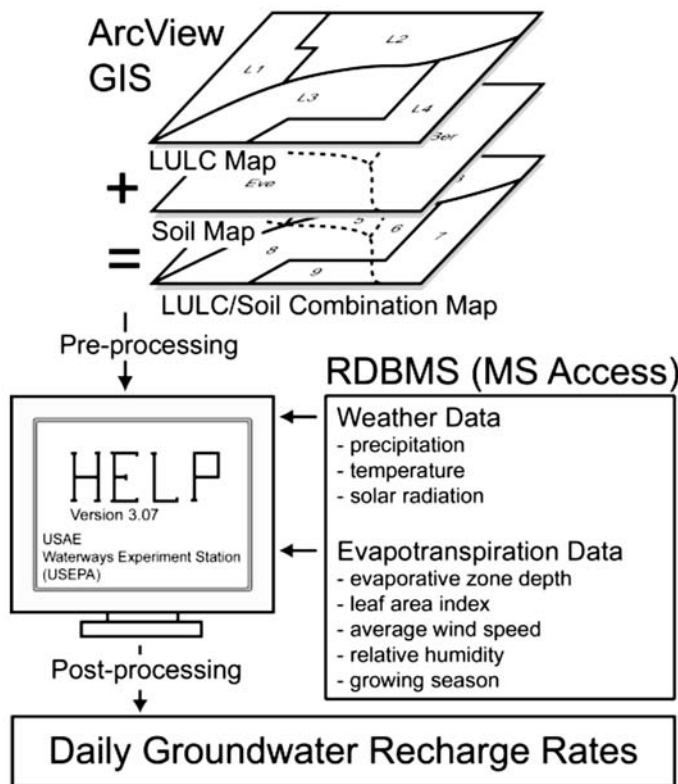 ArcView
GIS
L1
L2
L3
L4
LULC Map
+
Eve
Ber
Soil Map
=
5
6
7
8
9
LULC/Soil Combination Map
Pre-processing
RDBMS (MS Access)
HELP
Version 3.07
USAE
Waterways Experiment Station
(USEPA)
Weather Data
- precipitation
- temperature
- solar radiation
Evapotranspiration Data
- evaporative zone depth
- leaf area index
- average wind speed
- relative humidity
- growing season
Post-processing
Daily Groundwater Recharge Rates